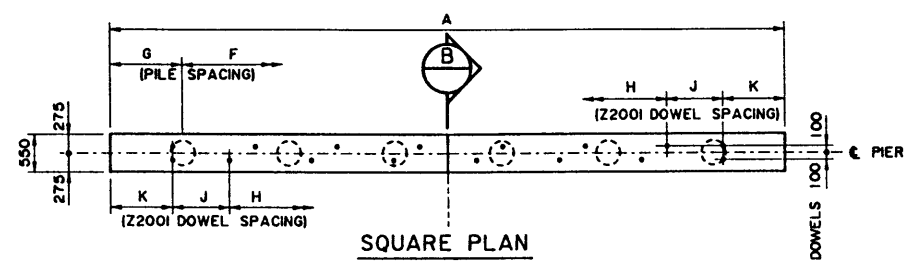 A
B
G F
(PILE SPACING)
H J K
(Z2001 DOWEL SPACING)
275
550
275
100
100
DOWELS
℄ PIER
K J H
(Z2001 DOWEL SPACING)
SQUARE PLAN